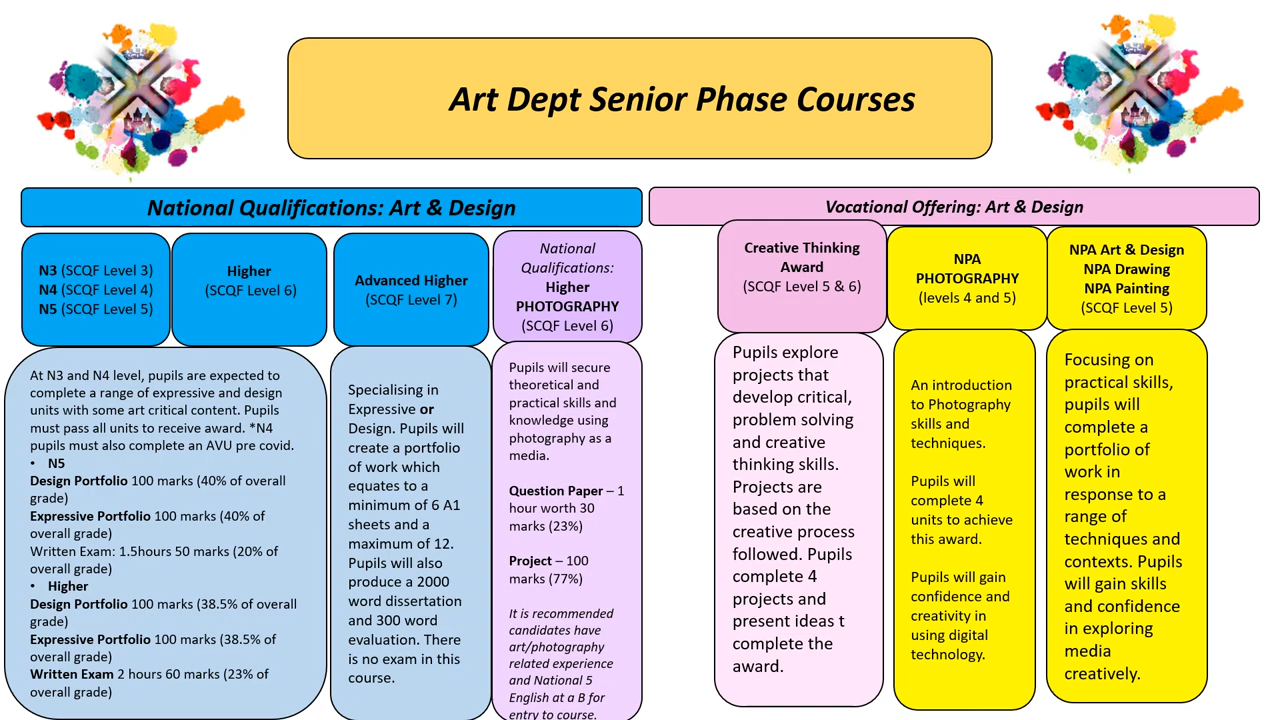 Art Dept Senior Phase Courses
National Qualifications: Art & Design
Vocational Offering: Art & Design
N3 (SCQF Level 3)
N4 (SCQF Level 4)
N5 (SCQF Level 5)
Higher
(SCQF Level 6)
Advanced Higher
(SCQF Level 7)
National
Qualifications:
Higher
PHOTOGRAPHY
(SCQF Level 6)
Creative Thinking
Award
(SCQF Level 5 & 6)
NPA
PHOTOGRAPHY
(levels 4 and 5)
NPA Art & Design
NPA Drawing
NPA Painting
(SCQF Level 5)
At N3 and N4 level, pupils are expected to
complete a range of expressive and design
units with some art critical content. Pupils
must pass all units to receive award. *N4
pupils must also complete an AVU pre covid.
• N5
Design Portfolio 100 marks (40% of overall
grade)
Expressive Portfolio 100 marks (40% of
overall grade)
Written Exam: 1.5hours 50 marks (20% of
overall grade)
• Higher
Design Portfolio 100 marks (38.5% of overall
grade)
Expressive Portfolio 100 marks (38.5% of
overall grade)
Written Exam 2 hours 60 marks (23% of
overall grade)
Specialising in
Expressive or
Design. Pupils will
create a portfolio
of work which
equates to a
minimum of 6 A1
sheets and a
maximum of 12.
Pupils will also
produce a 2000
word dissertation
and 300 word
evaluation. There
is no exam in this
course.
Pupils will secure
theoretical and
practical skills and
knowledge using
photography as a
media.
Question Paper – 1
hour worth 30
marks (23%)
Project – 100
marks (77%)
It is recommended
candidates have
art/photography
related experience
and National 5
English at a B for
entry to course.
Pupils explore
projects that
develop critical,
problem solving
and creative
thinking skills.
Projects are
based on the
creative process
followed. Pupils
complete 4
projects and
present ideas t
complete the
award.
An introduction
to Photography
skills and
techniques.
Pupils will
complete 4
units to achieve
this award.
Pupils will gain
confidence and
creativity in
using digital
technology.
Focusing on
practical skills,
pupils will
complete a
portfolio of
work in
response to a
range of
techniques and
contexts. Pupils
will gain skills
and confidence
in exploring
media
creatively.